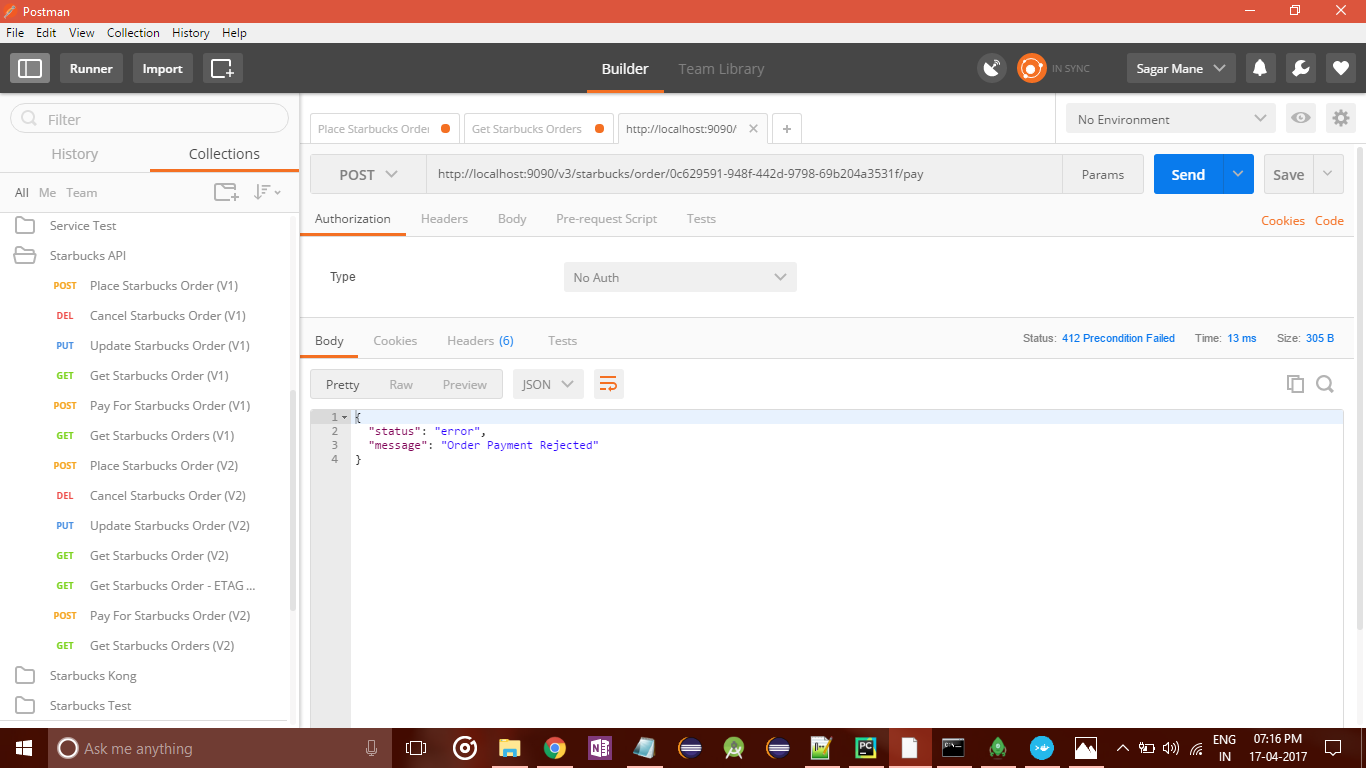 Postman
File Edit View Collection History Help
Runner Import Builder Team Library IN SYNC Sagar Mane
Filter
History Collections
All Me Team
Service Test
Starbucks API
POST Place Starbucks Order (V1)
DEL Cancel Starbucks Order (V1)
PUT Update Starbucks Order (V1)
GET Get Starbucks Order (V1)
POST Pay For Starbucks Order (V1)
GET Get Starbucks Orders (V1)
POST Place Starbucks Order (V2)
DEL Cancel Starbucks Order (V2)
PUT Update Starbucks Order (V2)
GET Get Starbucks Order (V2)
GET Get Starbucks Order - ETAG ...
POST Pay For Starbucks Order (V2)
GET Get Starbucks Orders (V2)
Starbucks Kong
Starbucks Test
Place Starbucks Order Get Starbucks Orders http://localhost:9090/ +
No Environment
POST http://localhost:9090/v3/starbucks/order/0c629591-948f-442d-9798-69b204a3531f/pay Params Send Save
Authorization Headers Body Pre-request Script Tests Cookies Code
Type No Auth
Body Cookies Headers (6) Tests Status: 412 Precondition Failed Time: 13 ms Size: 305 B
Pretty Raw Preview JSON
1 {
2 "status": "error",
3 "message": "Order Payment Rejected"
4 }
Ask me anything
ENG 07:16 PM
IN 17-04-2017